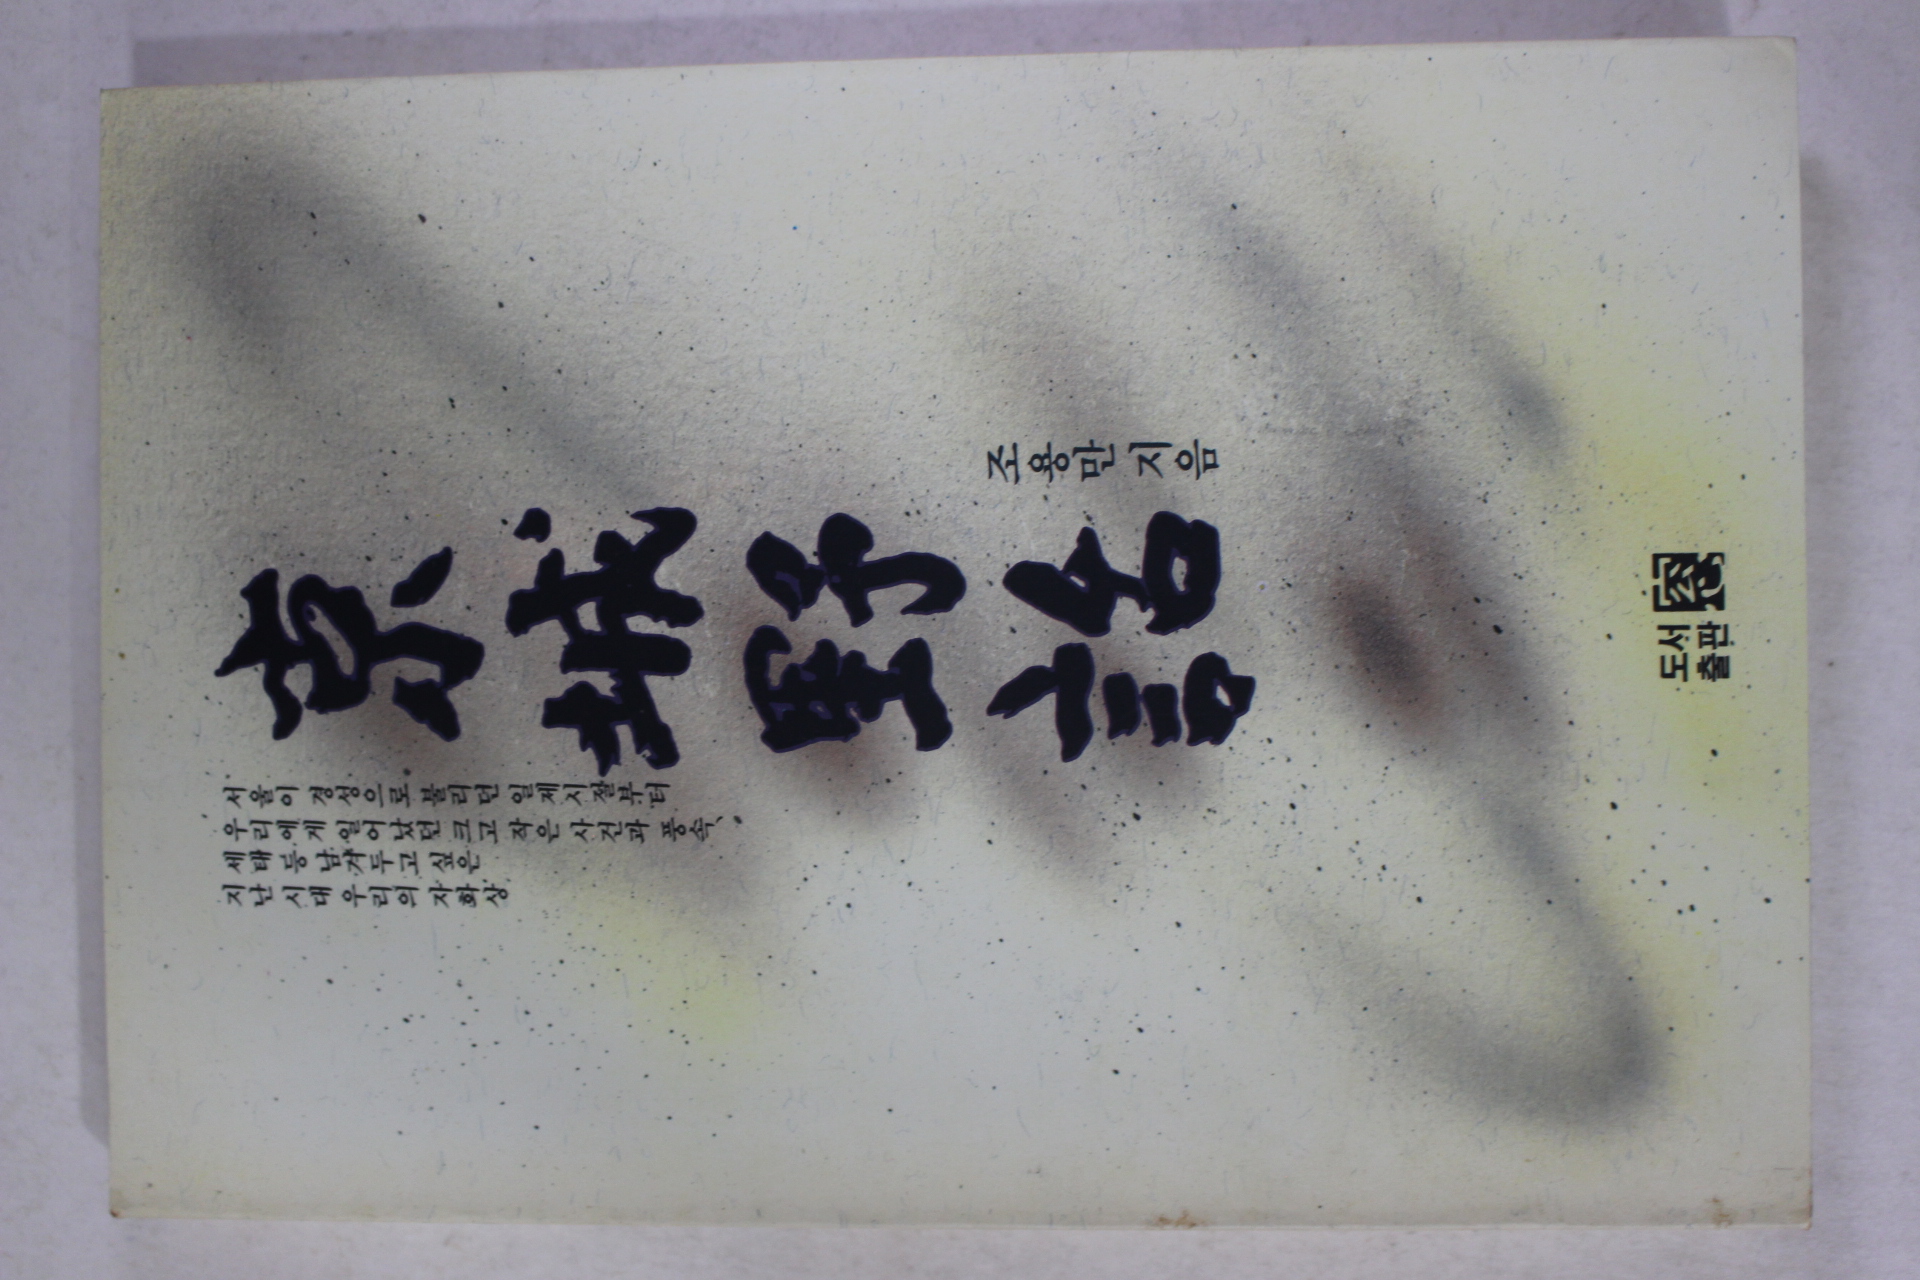 京城野話
조용만 지음
서울이 경성으로 불리던 일제시절부터
우리에게 일어났던 크고 작은 사건과 풍속,
세태 등 남겨두고 싶은
지난 시대 우리의 자화상
도서
출판
窓